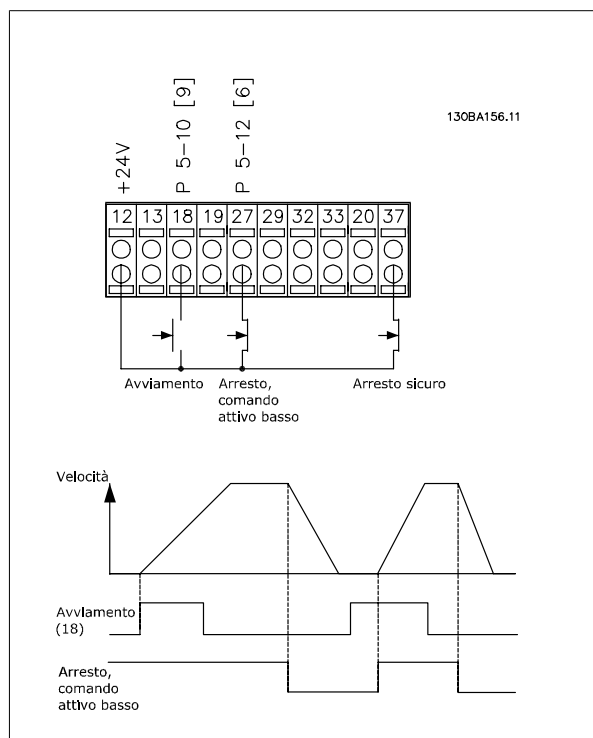 +24V
P 5-10 [9]
P 5-12 [6]
130BA156.11
12 13 18 19 27 29 32 33 20 37
Avviamento
Arresto,
comando
attivo basso
Arresto sicuro
Velocità
Avviamento
(18)
Arresto,
comando
attivo basso